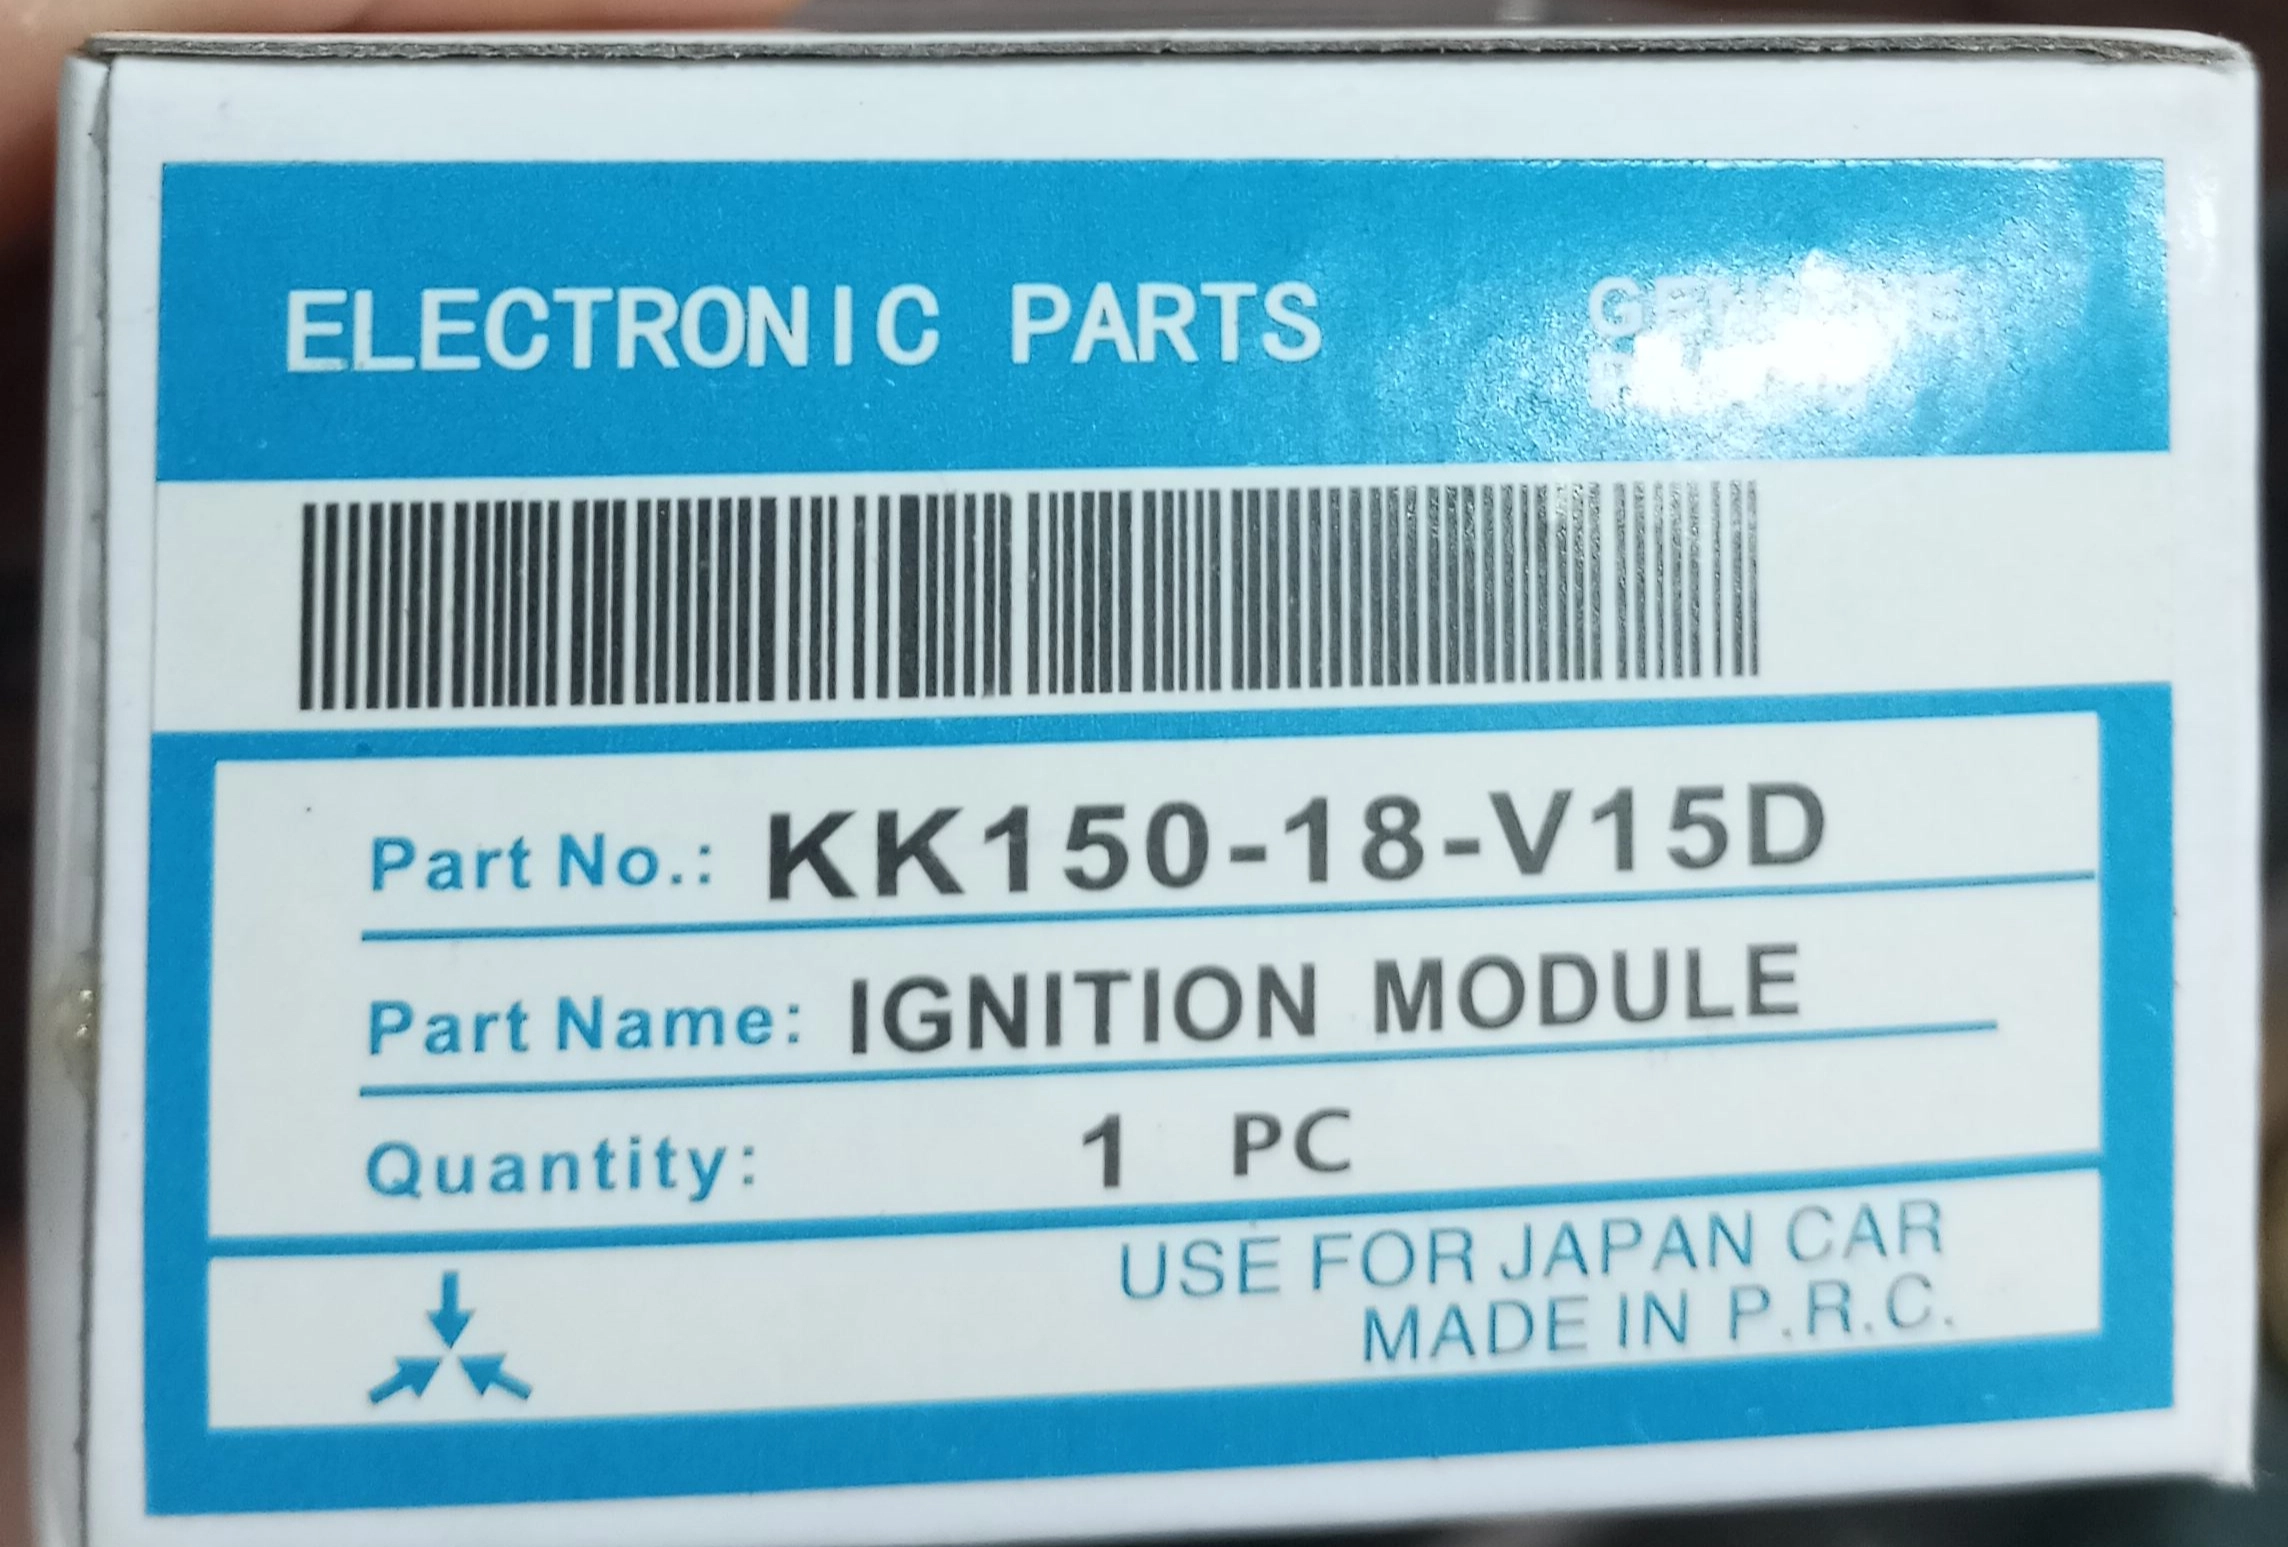 ELECTRONIC PARTS
GENUINE
Part No.: KK150-18-V15D
Part Name: IGNITION MODULE
Quantity: 1 PC
USE FOR JAPAN CAR
MADE IN P.R.C.